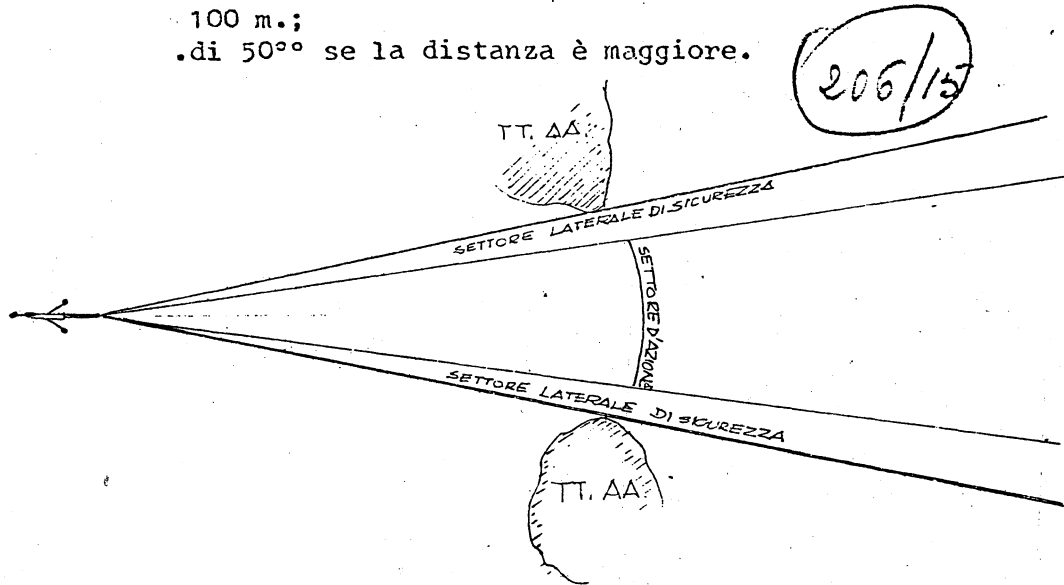 100 m.;
.di 50°° se la distanza è maggiore.
206/15
TT. AA.
SETTORE LATERALE DI SICUREZZA
SETTORE D'AZIONE
SETTORE LATERALE DI SICUREZZA
TT. AA.